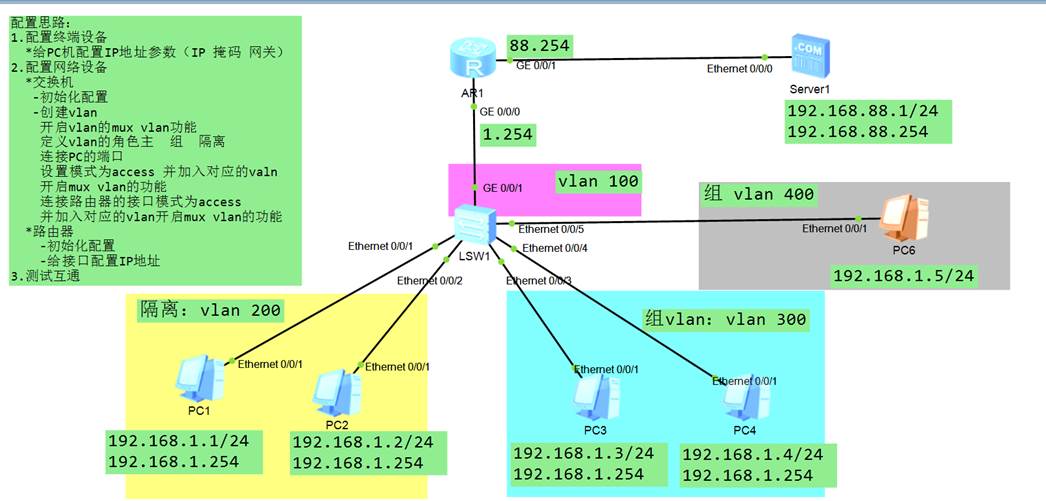 配置思路：
1.配置终端设备
*给PC机配置IP地址参数（IP 掩码 网关）
2.配置网络设备
*交换机
-初始化配置
-创建vlan
开启vlan的mux vlan功能
定义vlan的角色主 组 隔离
连接PC的端口
设置模式为access 并加入对应的valn
开启mux vlan的功能
连接路由器的接口模式为access
并加入对应的vlan开启mux vlan的功能
*路由器
-初始化配置
-给接口配置IP地址
3.测试互通
88.254
R
GE 0/0/1
Ethernet 0/0/0
.COM
AR1
Server1
GE 0/0/0
1.254
192.168.88.1/24
192.168.88.254
GE 0/0/1
vlan 100
组 vlan 400
Ethernet 0/0/5
Ethernet 0/0/1
Ethernet 0/0/1
Ethernet 0/0/4
LSW1
PC6
Ethernet 0/0/2
Ethernet 0/0/3
192.168.1.5/24
隔离：vlan 200
组vlan：vlan 300
Ethernet 0/0/1
Ethernet 0/0/1
Ethernet 0/0/1
Ethernet 0/0/1
PC1
PC2
PC3
PC4
192.168.1.1/24
192.168.1.254
192.168.1.2/24
192.168.1.254
192.168.1.3/24
192.168.1.254
192.168.1.4/24
192.168.1.254